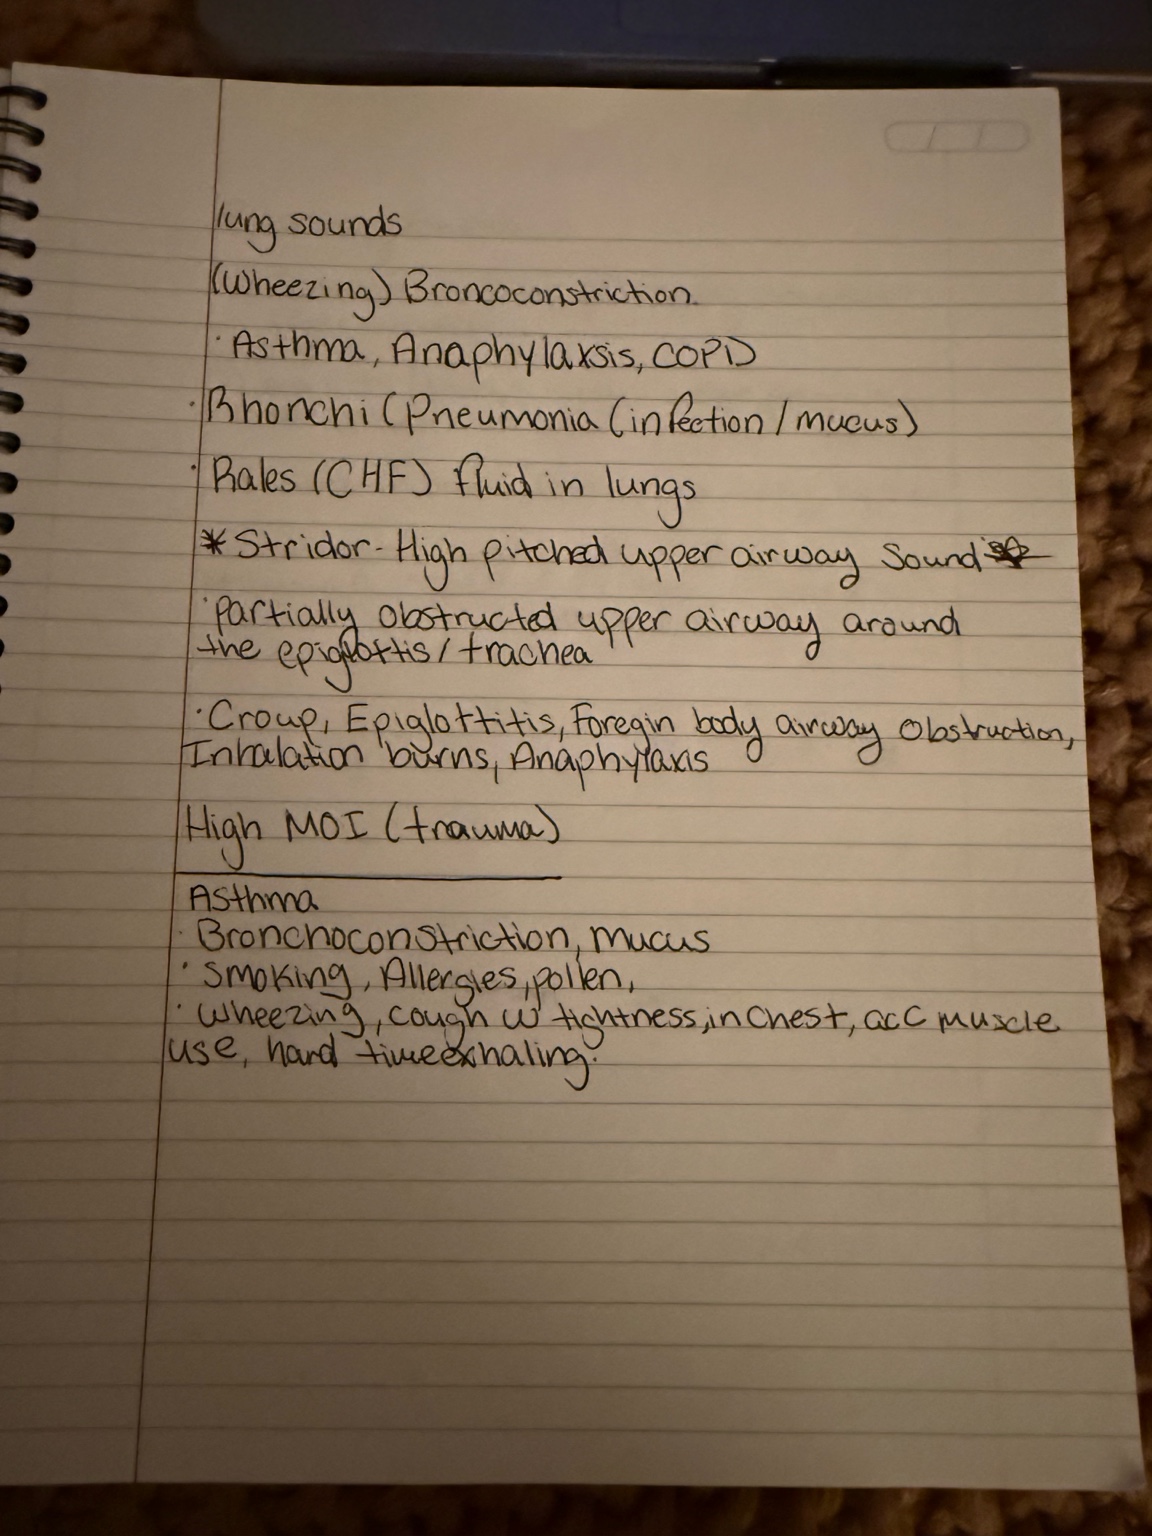 lung sounds
(Wheezing) Broncoconstriction.
· Asthma, Anaphylaxsis, COPD
· Rhonchi (Pneumonia (infection / mucus)
· Rales (CHF) fluid in lungs
* Stridor - High pitched upper airway sound
· partially obstructed upper airway around
the epiglottis / trachea
· Croup, Epiglottitis, Foregin body airway obstruction,
Inhalation burns, Anaphylaxis
High MOI (trauma)
Asthma
· Bronchoconstriction, mucus
· Smoking, Allergies, pollen,
· wheezing, cough w tightness, in chest, acc muscle
use, hard time exhaling.